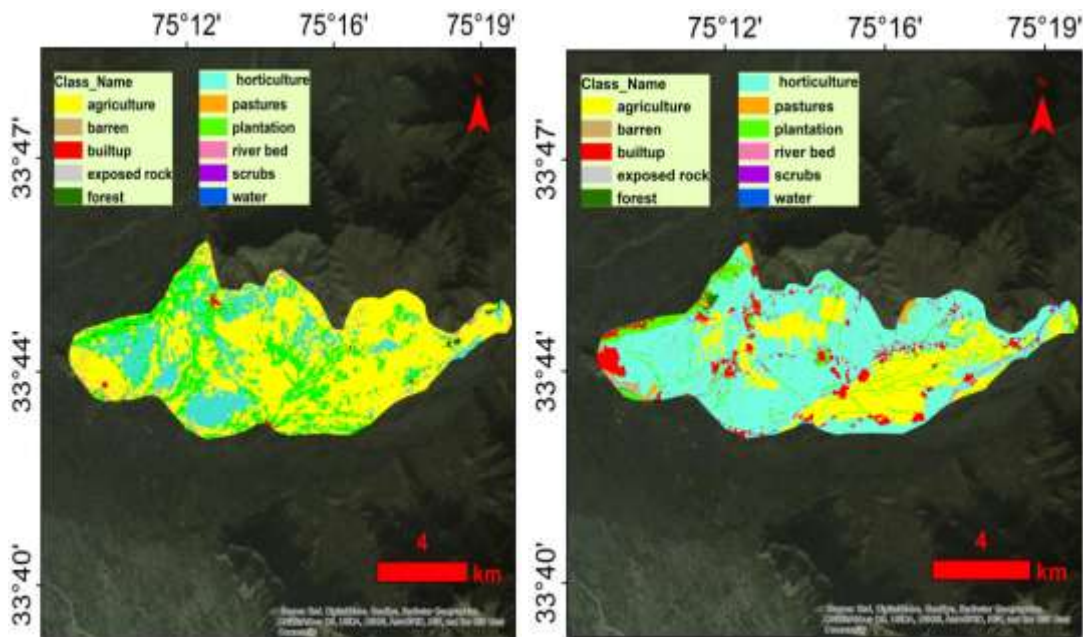 75°12' 75°16' 75°19'
33°47'
33°44'
33°40'
Class_Name
agriculture
barren
builtup
exposed rock
forest
horticulture
pastures
plantation
river bed
scrubs
water
N
4
km
75°12' 75°16' 75°19'
33°47'
33°44'
33°40'
Class_Name
agriculture
barren
builtup
exposed rock
forest
horticulture
pastures
plantation
river bed
scrubs
water
N
4
km